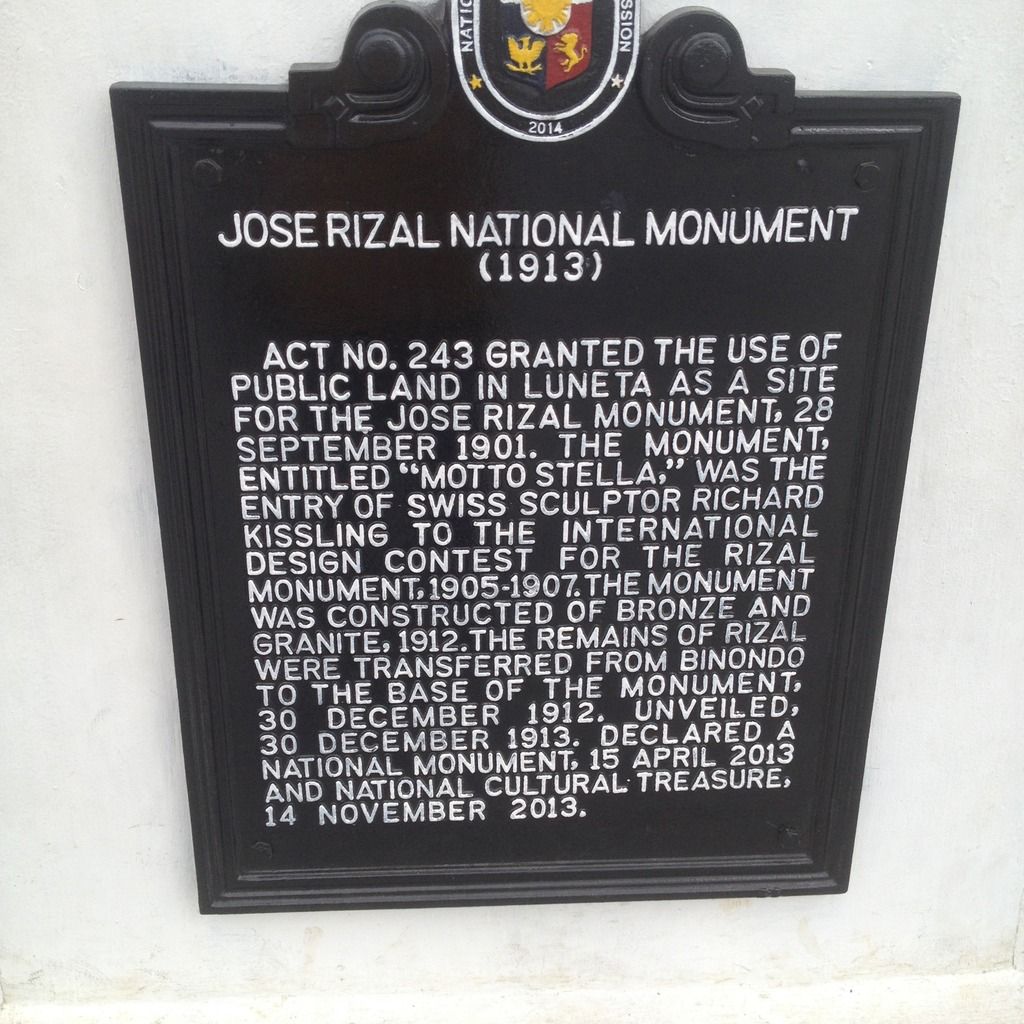 NATIO
SSION
2014
JOSE RIZAL NATIONAL MONUMENT
(1913)
ACT NO. 243 GRANTED THE USE OF
PUBLIC LAND IN LUNETA AS A SITE
FOR THE JOSE RIZAL MONUMENT, 28
SEPTEMBER 1901. THE MONUMENT,
ENTITLED “MOTTO STELLA,” WAS THE
ENTRY OF SWISS SCULPTOR RICHARD
KISSLING TO THE INTERNATIONAL
DESIGN CONTEST FOR THE RIZAL
MONUMENT, 1905-1907. THE MONUMENT
WAS CONSTRUCTED OF BRONZE AND
GRANITE, 1912. THE REMAINS OF RIZAL
WERE TRANSFERRED FROM BINONDO
TO THE BASE OF THE MONUMENT,
30 DECEMBER 1912. UNVEILED,
30 DECEMBER 1913. DECLARED A
NATIONAL MONUMENT, 15 APRIL 2013
AND NATIONAL CULTURAL TREASURE,
14 NOVEMBER 2013.